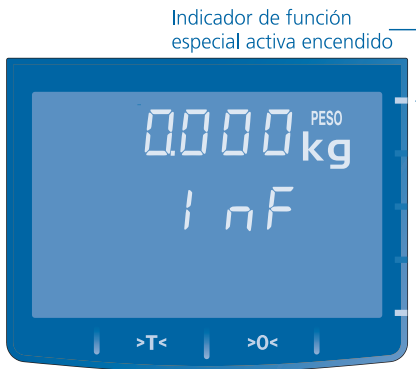 Indicador de función
especial activa encendido
PESO
0.000 kg
InF
>T< >0<